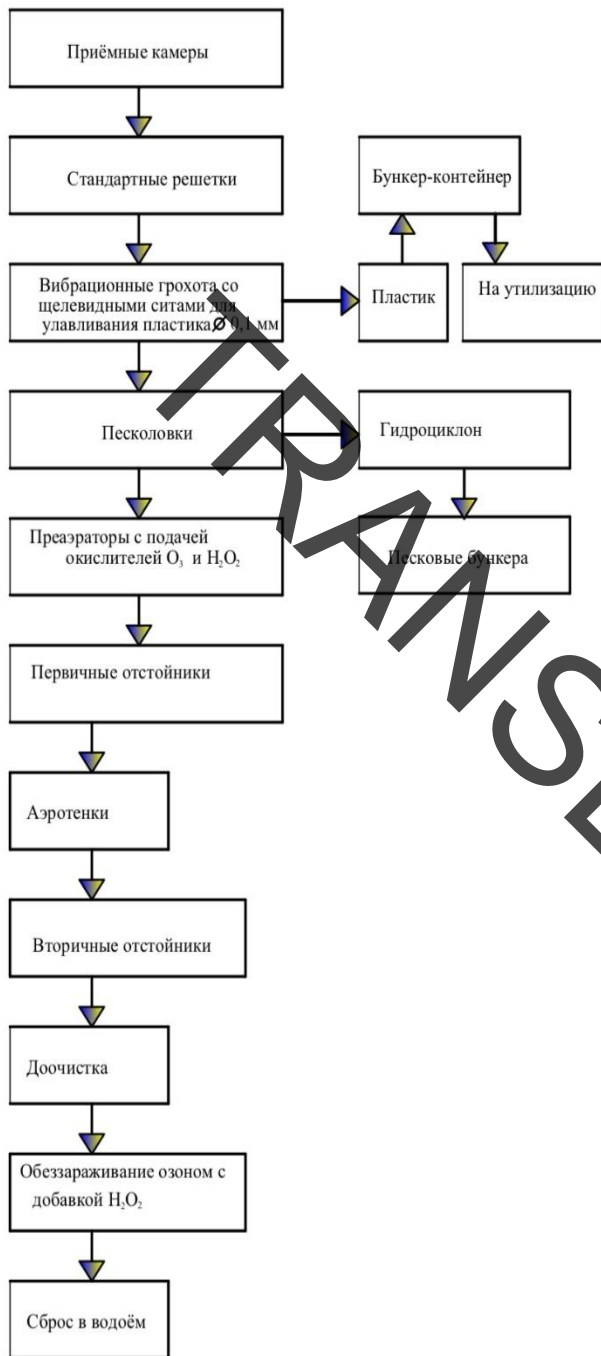 Приёмные камеры
Стандартные решетки
Бункер-контейнер
Вибрационные грохота со
щелевидными ситами для
улавливания пластика Ø 0,1 мм
Пластик
На утилизацию
Песколовки
Гидроциклон
Преаэраторы с подачей
окислителей O₃ и H₂O₂
Песковые бункера
Первичные отстойники
Аэротенки
Вторичные отстойники
Доочистка
Обеззараживание озоном с
добавкой H₂O₂
Сброс в водоём